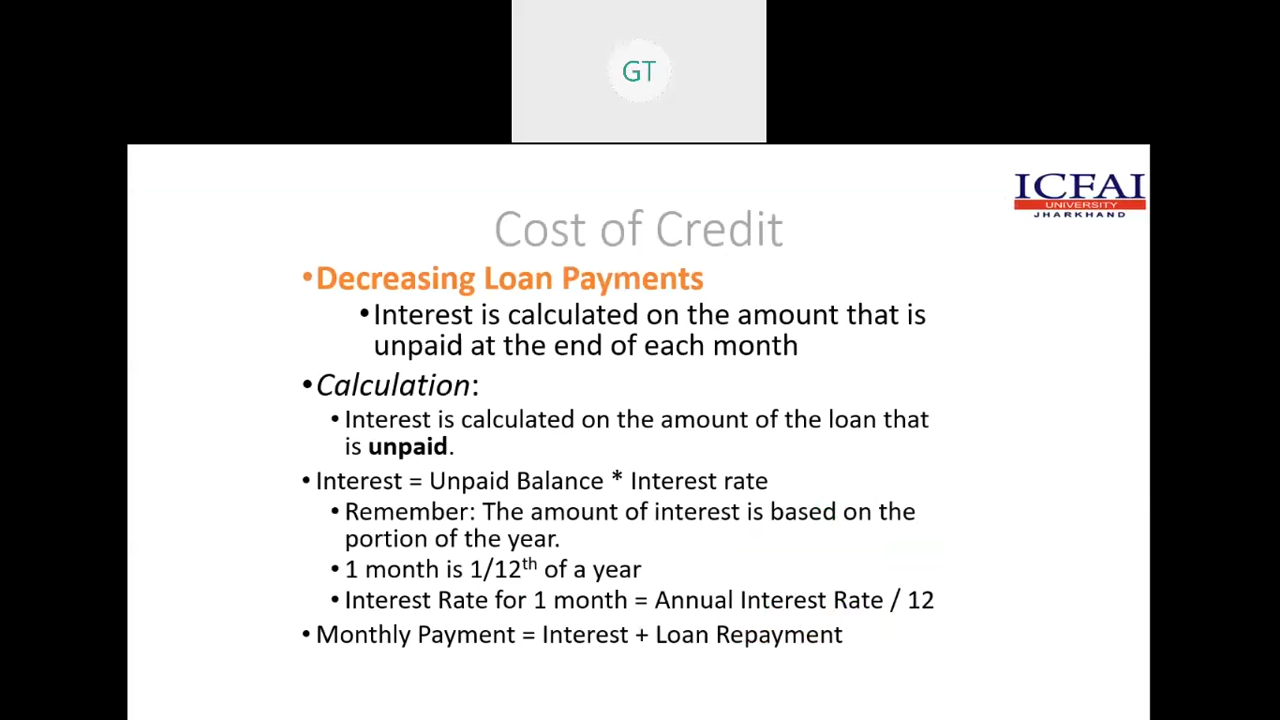 GT
ICFAI
UNIVERSITY
JHARKHAND
Cost of Credit
•Decreasing Loan Payments
•Interest is calculated on the amount that is
unpaid at the end of each month
•Calculation:
•Interest is calculated on the amount of the loan that
is unpaid.
•Interest = Unpaid Balance * Interest rate
•Remember: The amount of interest is based on the
portion of the year.
•1 month is 1/12th of a year
•Interest Rate for 1 month = Annual Interest Rate / 12
•Monthly Payment = Interest + Loan Repayment